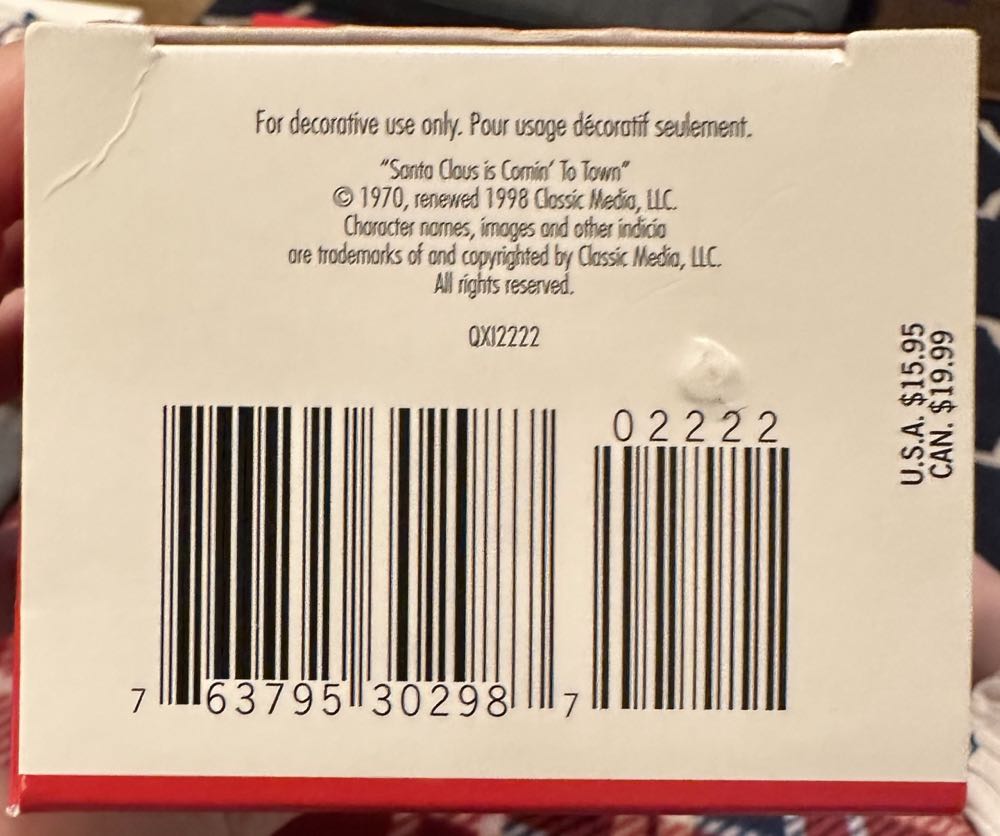 For decorative use only. Pour usage décoratif seulement.
"Santa Claus is Comin' To Town"
© 1970, renewed 1998 Classic Media, LLC.
Character names, images and other indicia
are trademarks of and copyrighted by Classic Media, LLC.
All rights reserved.
QXI2222
U.S.A. $15.95
CAN. $19.99
02222
7 63795 30298 7